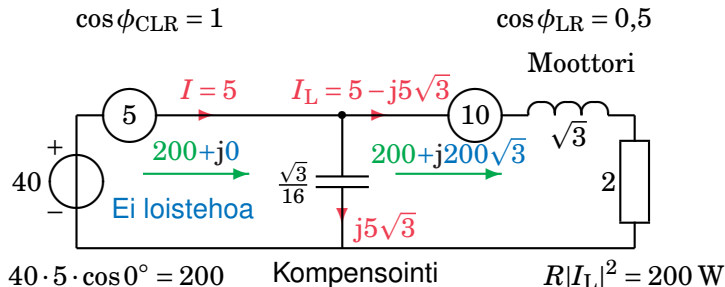 cos ϕ_CLR = 1
cos ϕ_LR = 0,5
Moottori
I = 5
I_L = 5 − j5√3
5
10
√3
+
40
−
200+j0
200+j200√3
√3/16
2
Ei loistehoa
j5√3
40 · 5 · cos 0° = 200
Kompensointi
R|I_L|² = 200 W